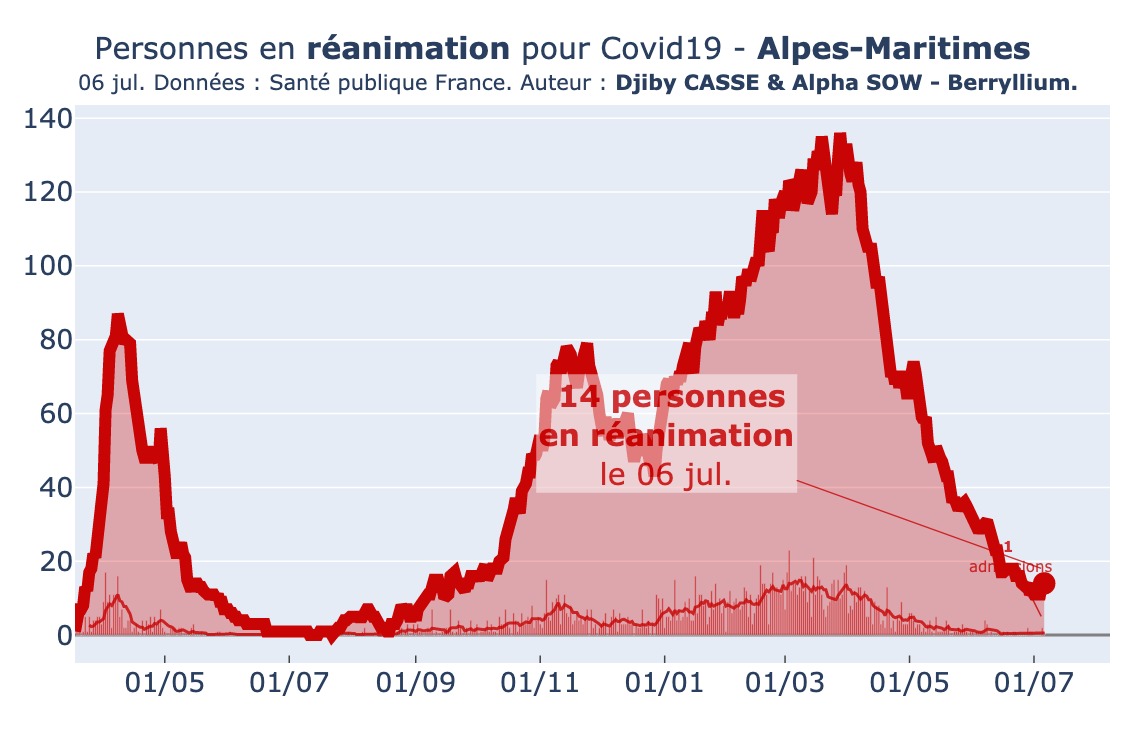 Personnes en réanimation pour Covid19 - Alpes-Maritimes
06 jul. Données : Santé publique France. Auteur : Djiby CASSE & Alpha SOW - Berryllium.
140
120
100
80
60
40
20
0
14 personnes
en réanimation
le 06 jul.
1
admissions
01/05
01/07
01/09
01/11
01/01
01/03
01/05
01/07